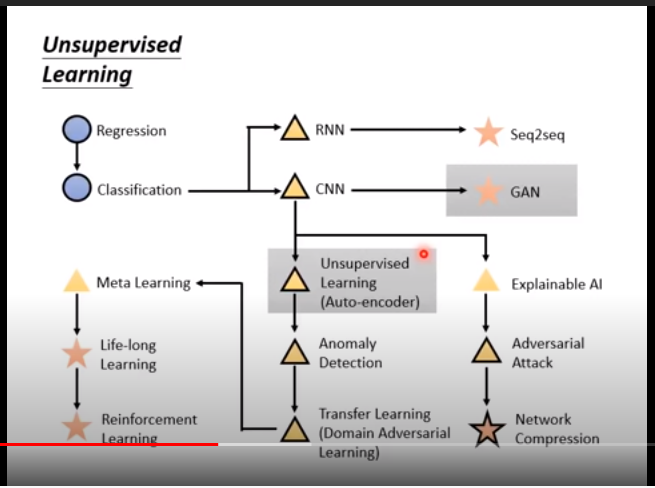 Unsupervised
Learning
Regression
RNN
Seq2seq
Classification
CNN
GAN
Meta Learning
Unsupervised
Learning
(Auto-encoder)
Explainable AI
Life-long
Learning
Anomaly
Detection
Adversarial
Attack
Reinforcement
Learning
Transfer Learning
(Domain Adversarial
Learning)
Network
Compression